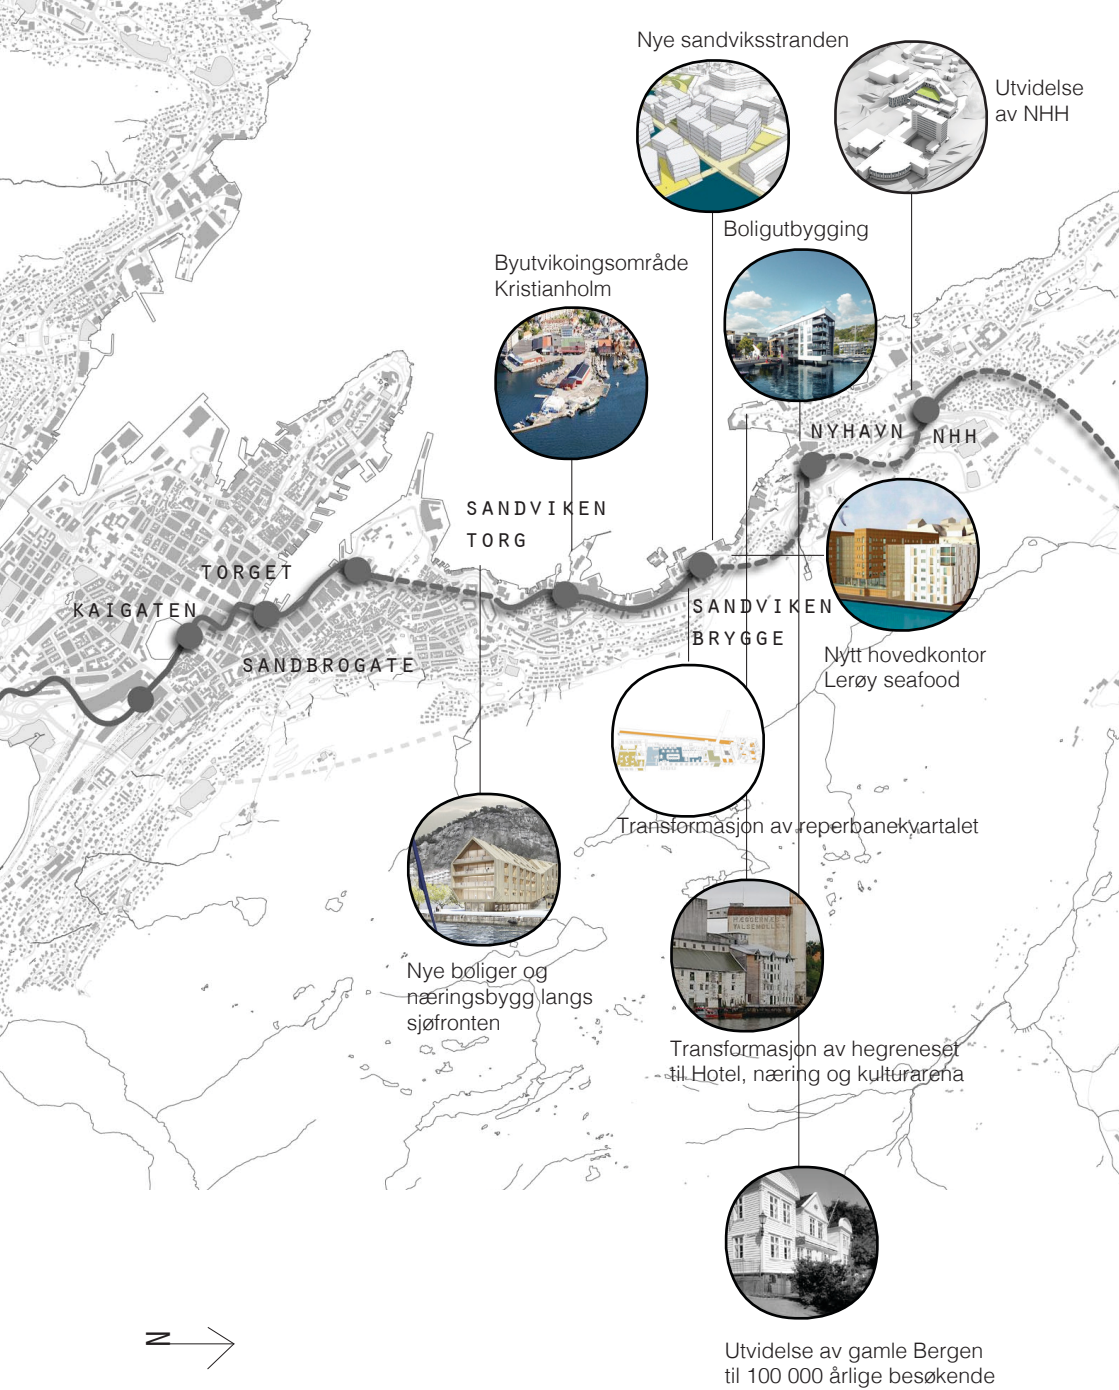 Nye sandviksstranden
Utvidelse
av NHH
Boligutbygging
Byutvikoingsområde
Kristianholm
NYHAVN
NHH
SANDVIKEN
TORG
TORGET
KAIGATEN
SANDBROGATE
SANDVIKEN
BRYGGE
Nytt hovedkontor
Lerøy seafood
Transformasjon av reperbanekvartalet
Nye boliger og
næringsbygg langs
sjøfronten
Transformasjon av hegreneset
til Hotel, næring og kulturarena
N
Utvidelse av gamle Bergen
til 100 000 årlige besøkende